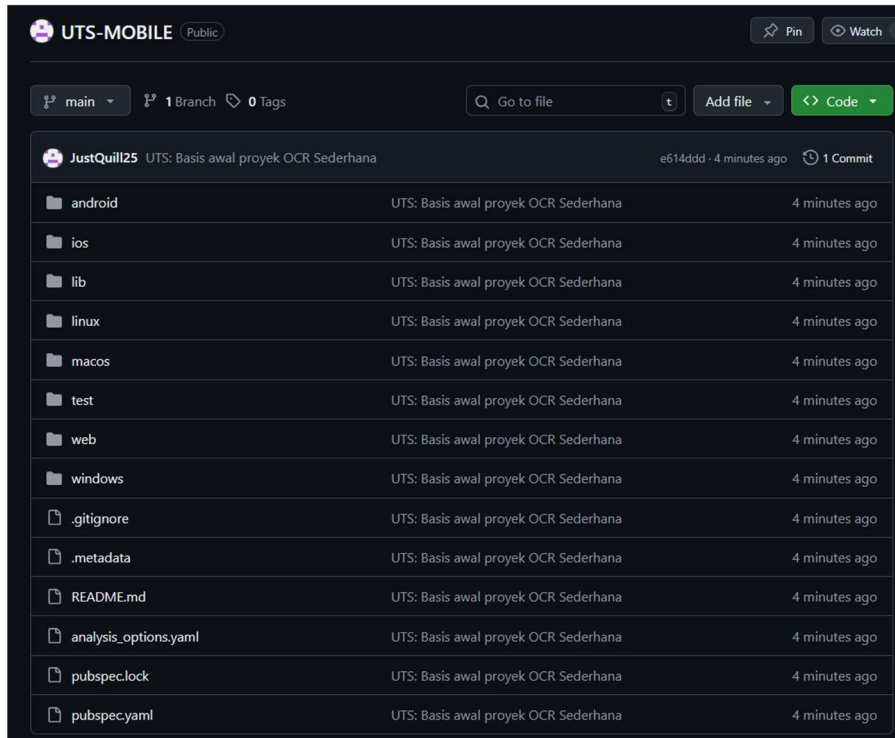 UTS-MOBILE Public Pin Watch
main 1 Branch 0 Tags Go to file t Add file Code
JustQuill25 UTS: Basis awal proyek OCR Sederhana e614ddd · 4 minutes ago 1 Commit
android UTS: Basis awal proyek OCR Sederhana 4 minutes ago
ios UTS: Basis awal proyek OCR Sederhana 4 minutes ago
lib UTS: Basis awal proyek OCR Sederhana 4 minutes ago
linux UTS: Basis awal proyek OCR Sederhana 4 minutes ago
macos UTS: Basis awal proyek OCR Sederhana 4 minutes ago
test UTS: Basis awal proyek OCR Sederhana 4 minutes ago
web UTS: Basis awal proyek OCR Sederhana 4 minutes ago
windows UTS: Basis awal proyek OCR Sederhana 4 minutes ago
.gitignore UTS: Basis awal proyek OCR Sederhana 4 minutes ago
.metadata UTS: Basis awal proyek OCR Sederhana 4 minutes ago
README.md UTS: Basis awal proyek OCR Sederhana 4 minutes ago
analysis_options.yaml UTS: Basis awal proyek OCR Sederhana 4 minutes ago
pubspec.lock UTS: Basis awal proyek OCR Sederhana 4 minutes ago
pubspec.yaml UTS: Basis awal proyek OCR Sederhana 4 minutes ago